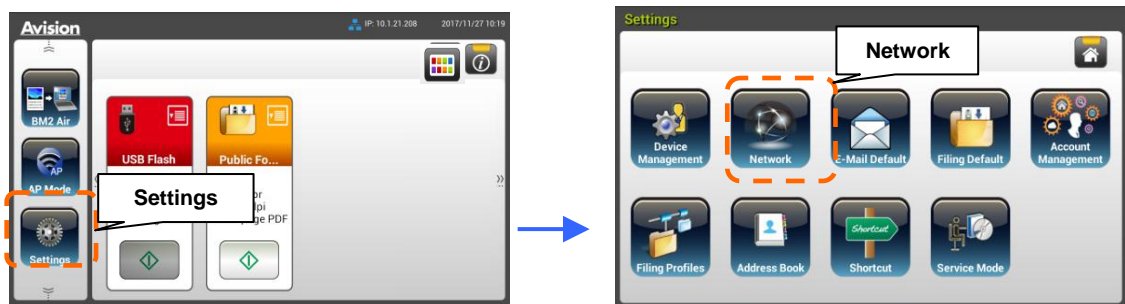 Avision
IP: 10.1.21.208
2017/11/27 10:19
BM2 Air
AP
AP Mode
Settings
USB Flash
Public Fo...
Settings
or
dpi
ge PDF
Settings
Network
Device
Management
Network
E-Mail Default
Filing Default
Account
Management
Filing Profiles
Address Book
Shortcut
Shortcut
Service Mode